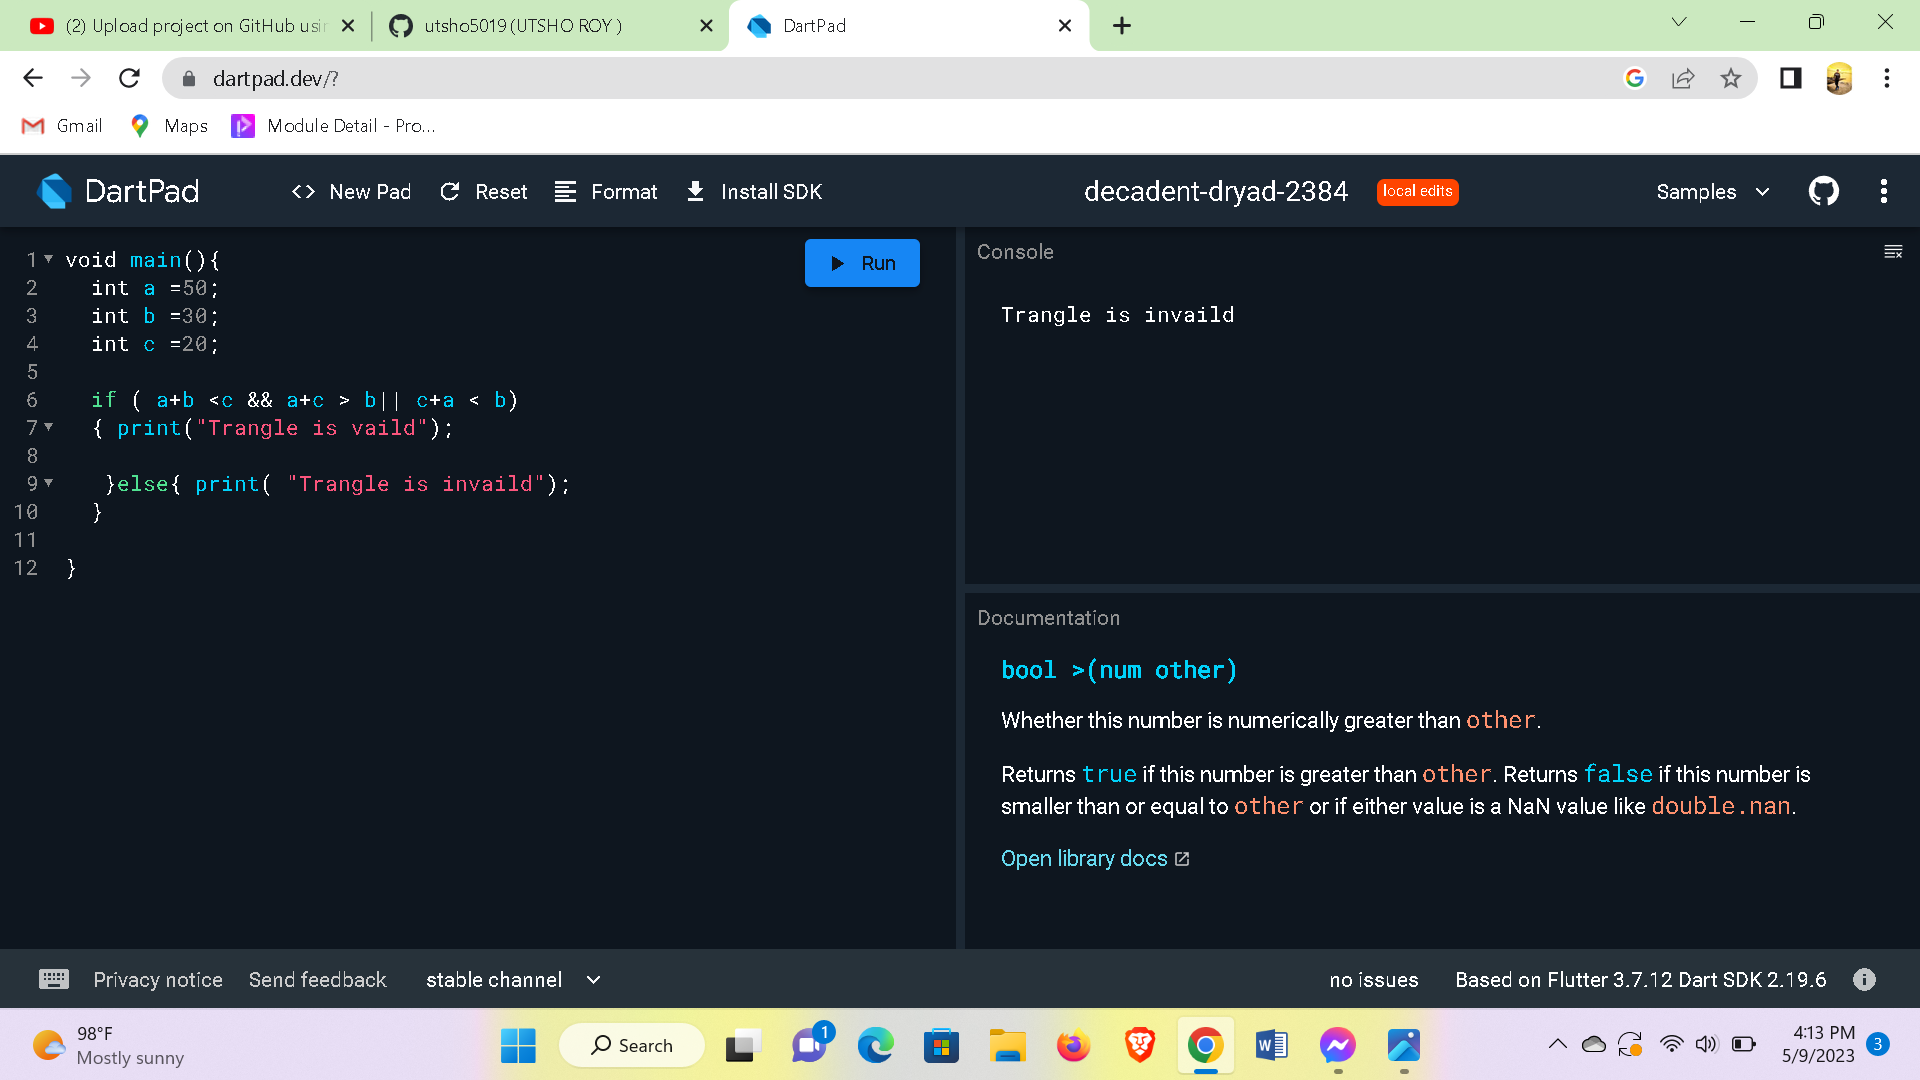 (2) Upload project on GitHub usin
utsho5019 (UTSHO ROY )
DartPad
dartpad.dev/?
Gmail
Maps
Module Detail - Pro...
DartPad
New Pad
Reset
Format
Install SDK
decadent-dryad-2384
local edits
Samples
Run
1 void main(){
2 int a =50;
3 int b =30;
4 int c =20;
5
6 if ( a+b <c && a+c > b|| c+a < b)
7 { print("Trangle is vaild");
8
9 }else{ print( "Trangle is invaild");
10 }
11
12 }
Console
Trangle is invaild
Documentation
bool >(num other)
Whether this number is numerically greater than other.
Returns true if this number is greater than other. Returns false if this number is
smaller than or equal to other or if either value is a NaN value like double.nan.
Open library docs
Privacy notice
Send feedback
stable channel
no issues
Based on Flutter 3.7.12 Dart SDK 2.19.6
98°F
Mostly sunny
Search
1
4:13 PM
5/9/2023
3